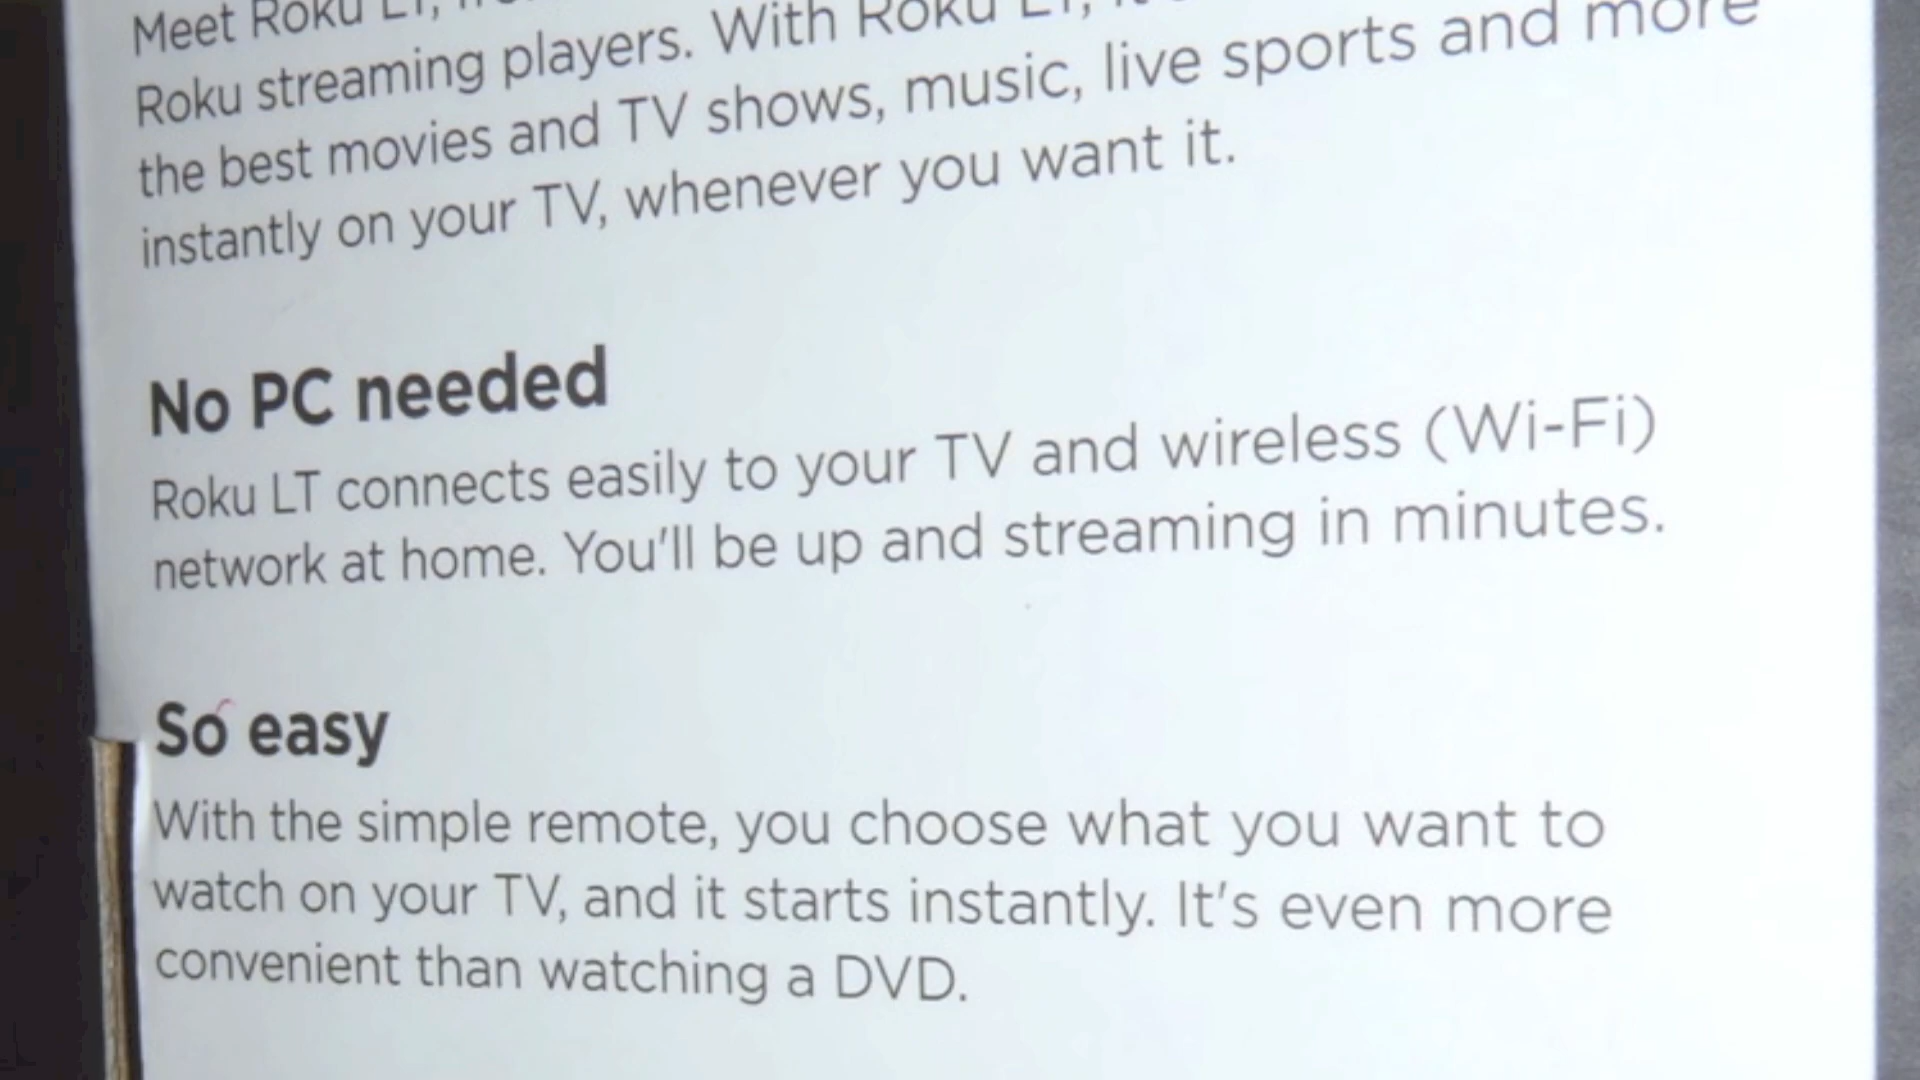 Meet Roku LT,
Roku streaming players. With Roku LT,
the best movies and TV shows, music, live sports and more
instantly on your TV, whenever you want it.
No PC needed
Roku LT connects easily to your TV and wireless (Wi-Fi)
network at home. You'll be up and streaming in minutes.
So easy
With the simple remote, you choose what you want to
watch on your TV, and it starts instantly. It's even more
convenient than watching a DVD.